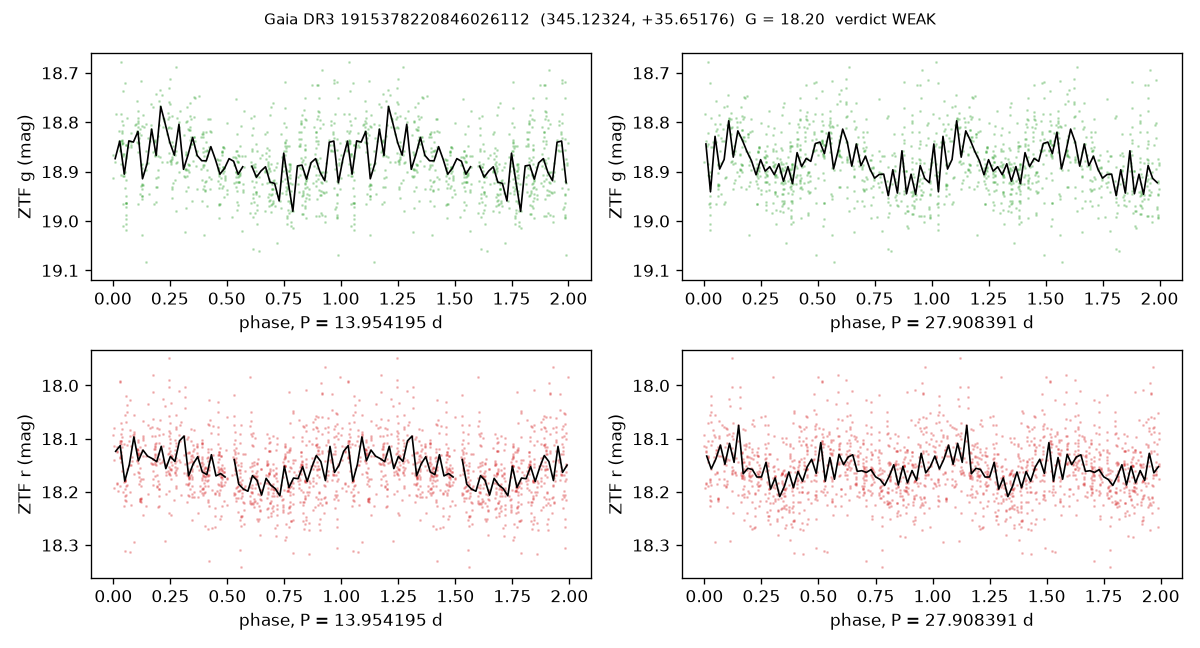 Gaia DR3 1915378220846026112  (345.12324, +35.65176)  G = 18.20  verdict WEAK
ZTF g (mag)
18.7
18.8
18.9
19.0
19.1
0.00 0.25 0.50 0.75 1.00 1.25 1.50 1.75 2.00
phase, P = 13.954195 d
ZTF g (mag)
18.7
18.8
18.9
19.0
19.1
0.00 0.25 0.50 0.75 1.00 1.25 1.50 1.75 2.00
phase, P = 27.908391 d
ZTF r (mag)
18.0
18.1
18.2
18.3
0.00 0.25 0.50 0.75 1.00 1.25 1.50 1.75 2.00
phase, P = 13.954195 d
ZTF r (mag)
18.0
18.1
18.2
18.3
0.00 0.25 0.50 0.75 1.00 1.25 1.50 1.75 2.00
phase, P = 27.908391 d